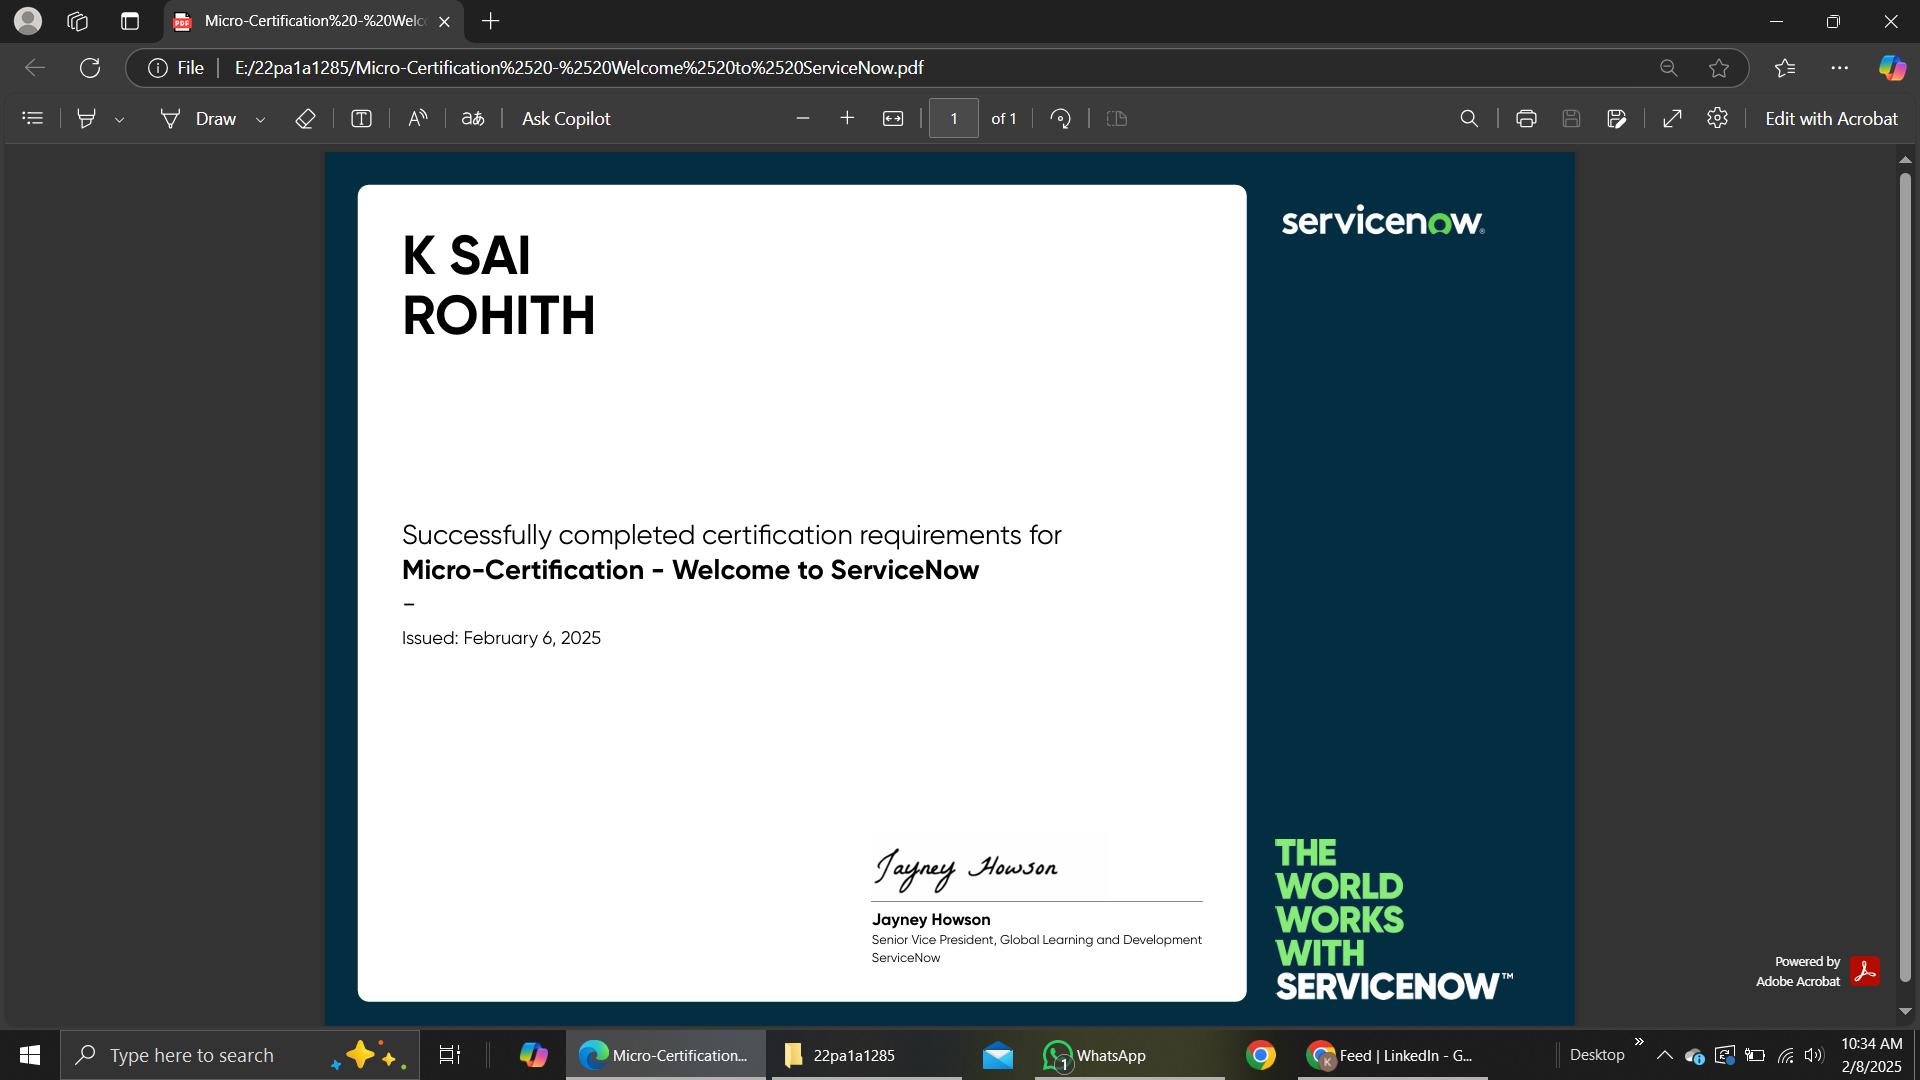 Micro-Certification%20-%20Welc
File
E:/22pa1a1285/Micro-Certification%2520-%2520Welcome%2520to%2520ServiceNow.pdf
Draw
aあ
Ask Copilot
1
of 1
Edit with Acrobat
servicenow®
K SAI
ROHITH
Successfully completed certification requirements for
Micro-Certification - Welcome to ServiceNow
–
Issued: February 6, 2025
Jayney Howson
Jayney Howson
Senior Vice President, Global Learning and Development
ServiceNow
THE
WORLD
WORKS
WITH
SERVICENOW™
Powered by
Adobe Acrobat
Type here to search
Micro-Certification...
22pa1a1285
1
WhatsApp
K
Feed | LinkedIn - G...
Desktop
10:34 AM
2/8/2025